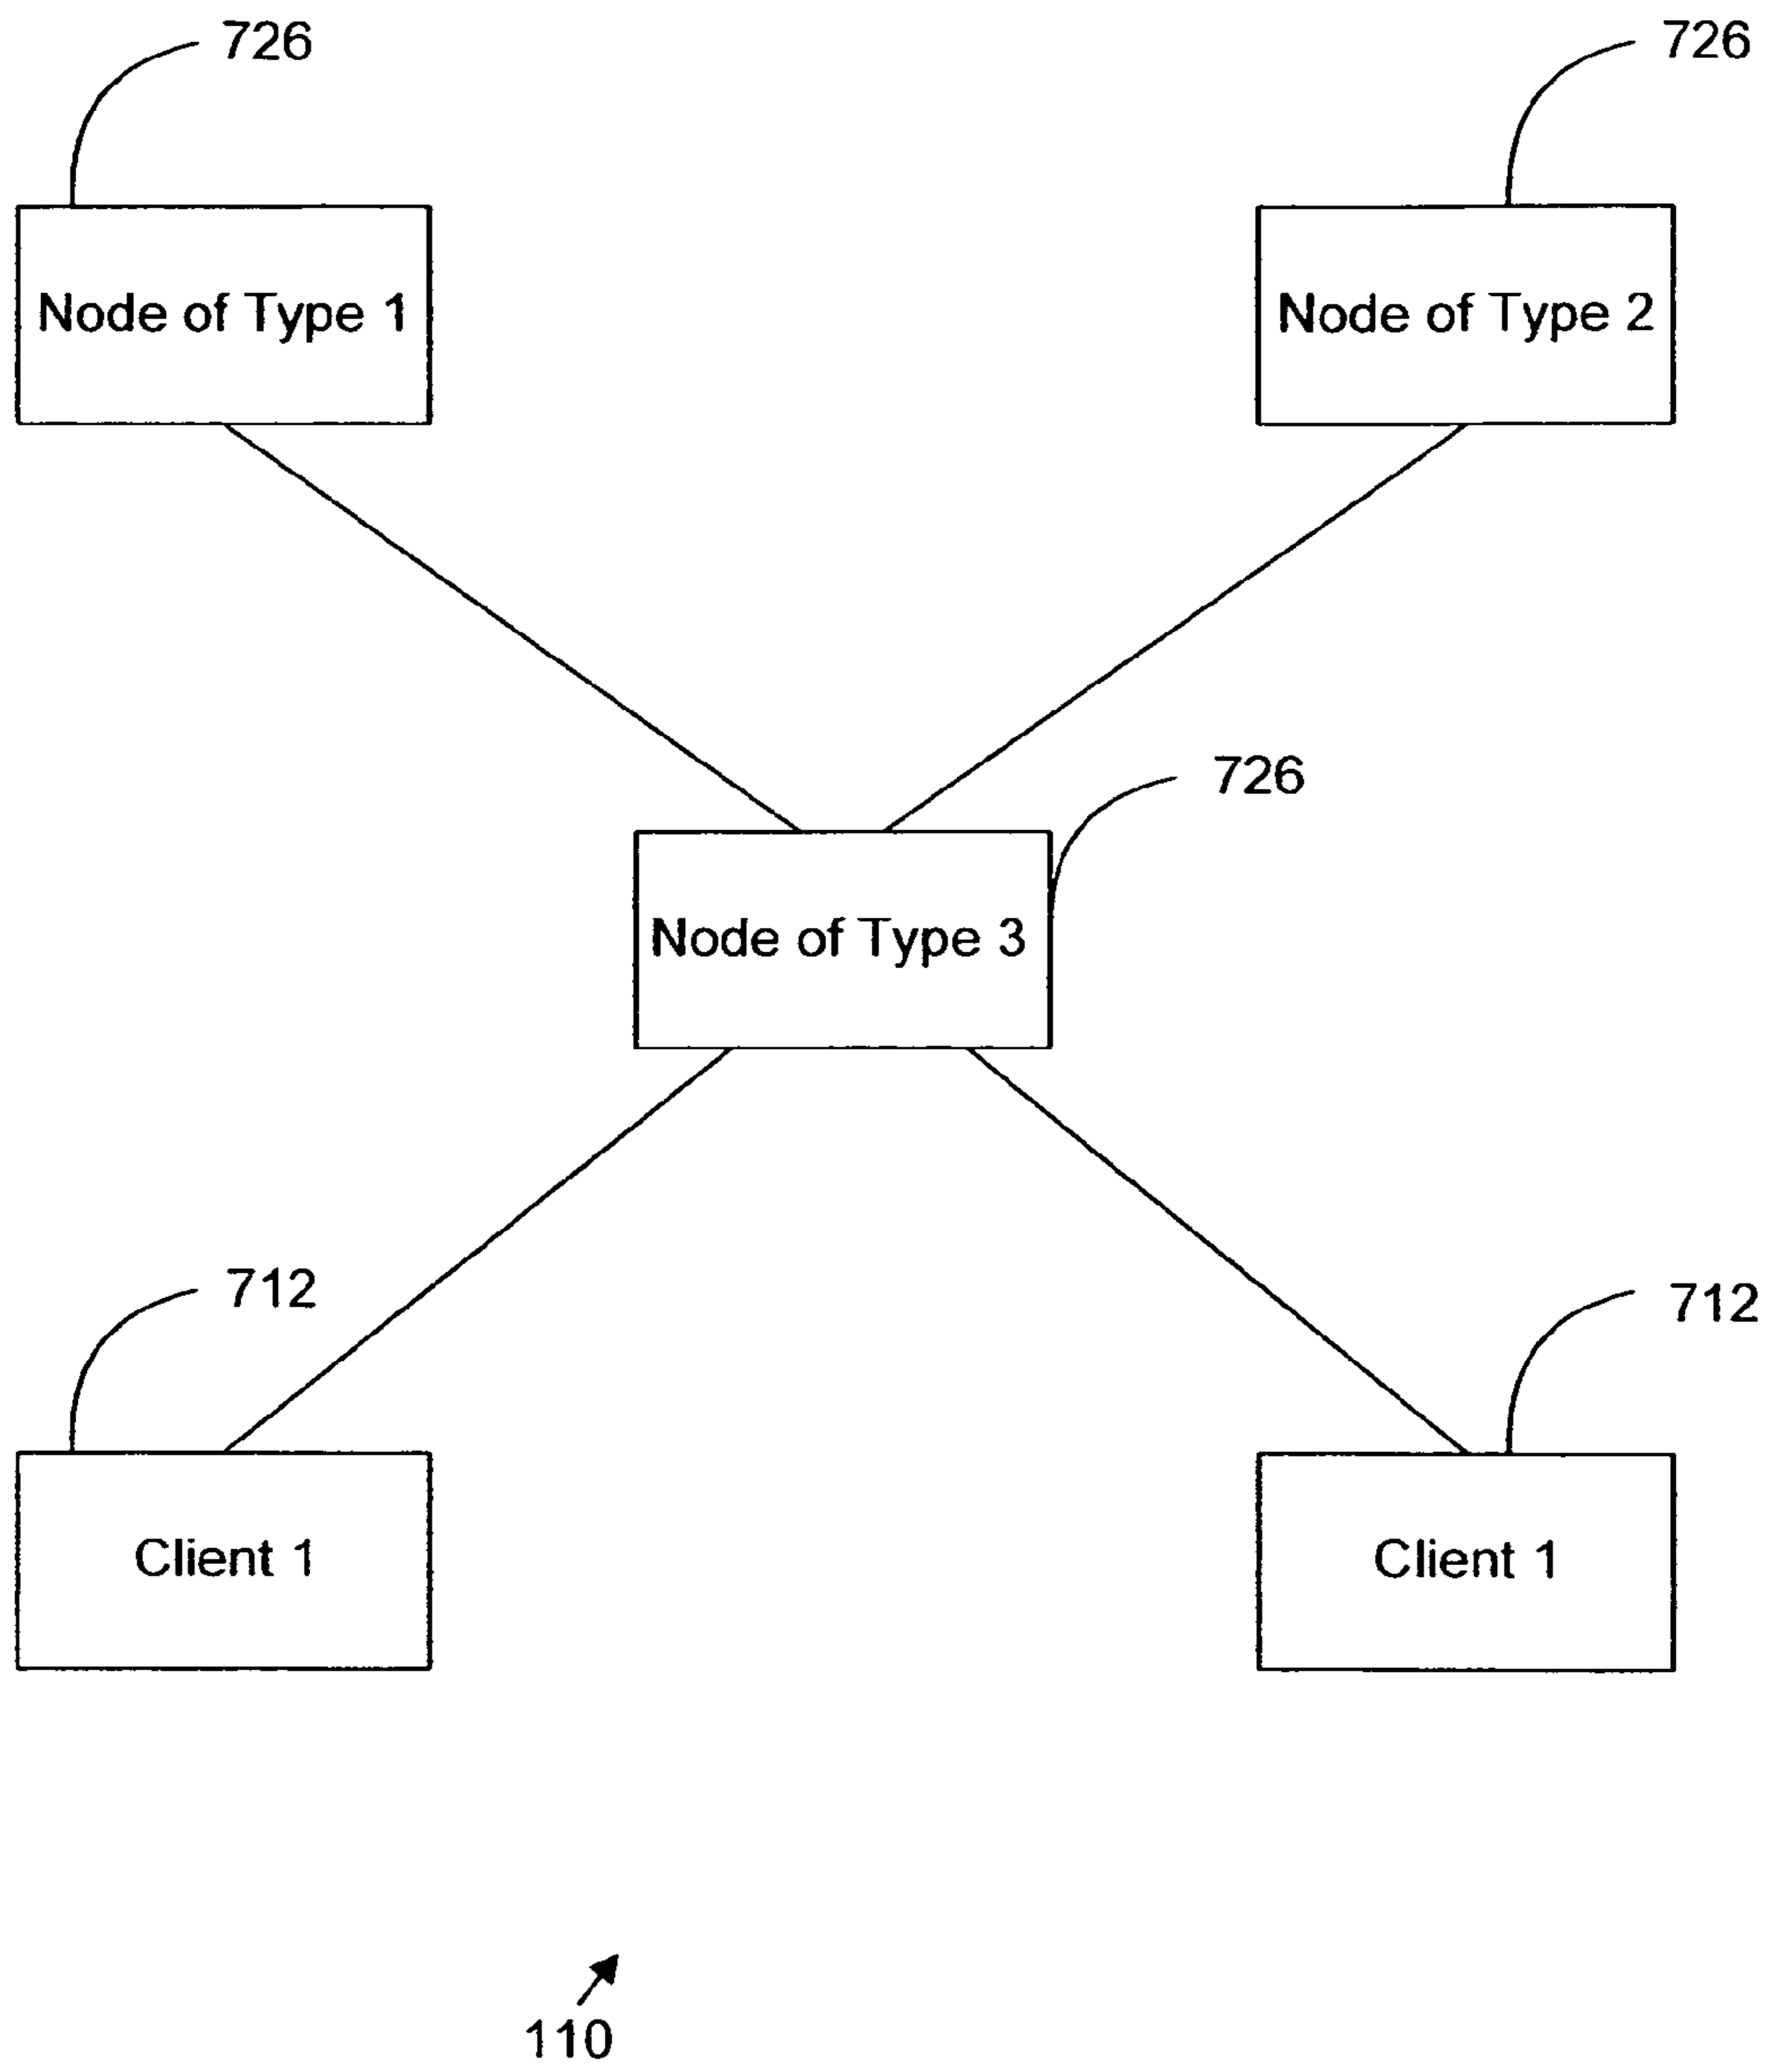 726
726
Node of Type 1
Node of Type 2
726
Node of Type 3
712
712
Client 1
Client 1
110